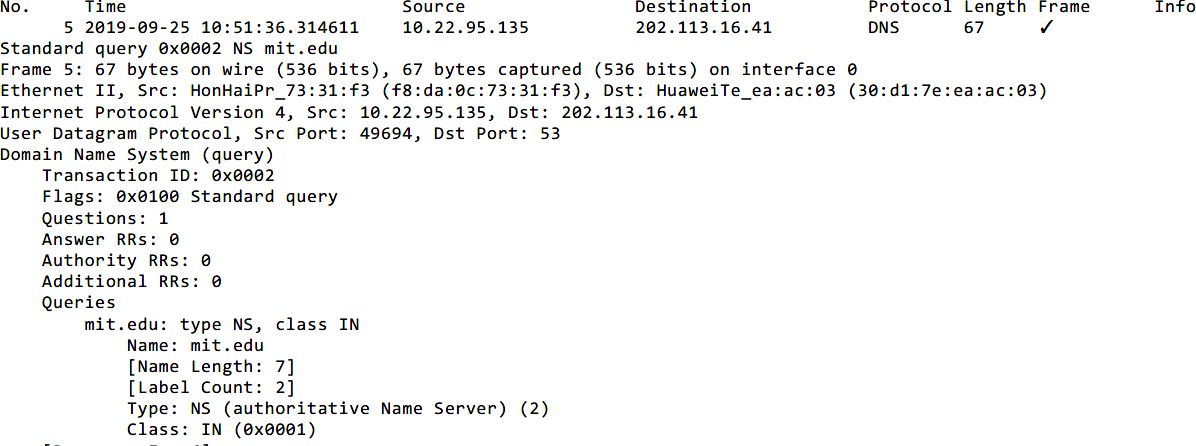 No. Time Source Destination Protocol Length Frame Info
5 2019-09-25 10:51:36.314611 10.22.95.135 202.113.16.41 DNS 67 ✓
Standard query 0x0002 NS mit.edu
Frame 5: 67 bytes on wire (536 bits), 67 bytes captured (536 bits) on interface 0
Ethernet II, Src: HonHaiPr_73:31:f3 (f8:da:0c:73:31:f3), Dst: HuaweiTe_ea:ac:03 (30:d1:7e:ea:ac:03)
Internet Protocol Version 4, Src: 10.22.95.135, Dst: 202.113.16.41
User Datagram Protocol, Src Port: 49694, Dst Port: 53
Domain Name System (query)
Transaction ID: 0x0002
Flags: 0x0100 Standard query
Questions: 1
Answer RRs: 0
Authority RRs: 0
Additional RRs: 0
Queries
mit.edu: type NS, class IN
Name: mit.edu
[Name Length: 7]
[Label Count: 2]
Type: NS (authoritative Name Server) (2)
Class: IN (0x0001)